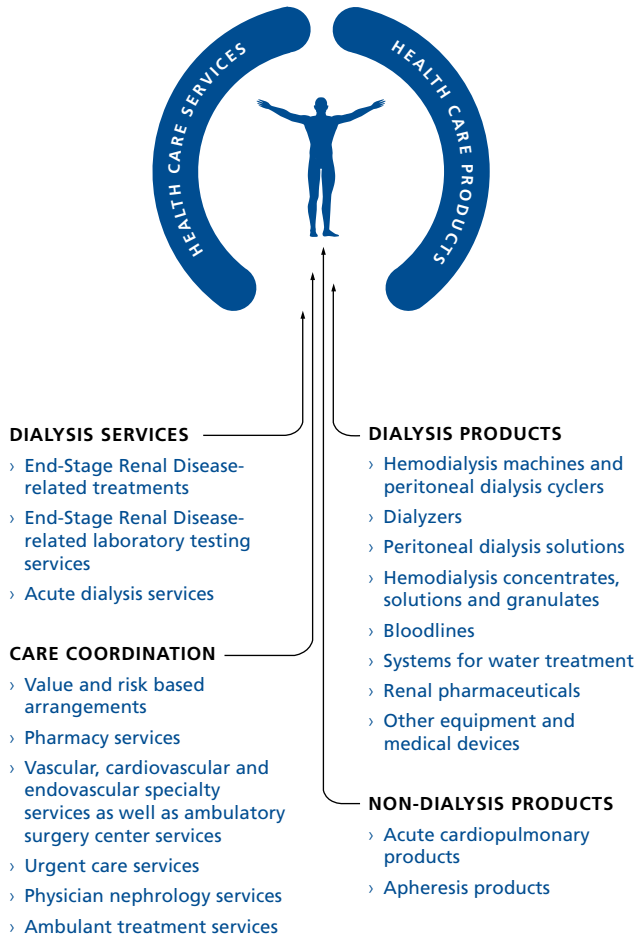 HEALTH CARE SERVICES
HEALTH CARE PRODUCTS
DIALYSIS SERVICES
› End-Stage Renal Disease-
related treatments
› End-Stage Renal Disease-
related laboratory testing
services
› Acute dialysis services
CARE COORDINATION
› Value and risk based
arrangements
› Pharmacy services
› Vascular, cardiovascular and
endovascular specialty
services as well as ambulatory
surgery center services
› Urgent care services
› Physician nephrology services
› Ambulant treatment services
DIALYSIS PRODUCTS
› Hemodialysis machines and
peritoneal dialysis cyclers
› Dialyzers
› Peritoneal dialysis solutions
› Hemodialysis concentrates,
solutions and granulates
› Bloodlines
› Systems for water treatment
› Renal pharmaceuticals
› Other equipment and
medical devices
NON-DIALYSIS PRODUCTS
› Acute cardiopulmonary
products
› Apheresis products